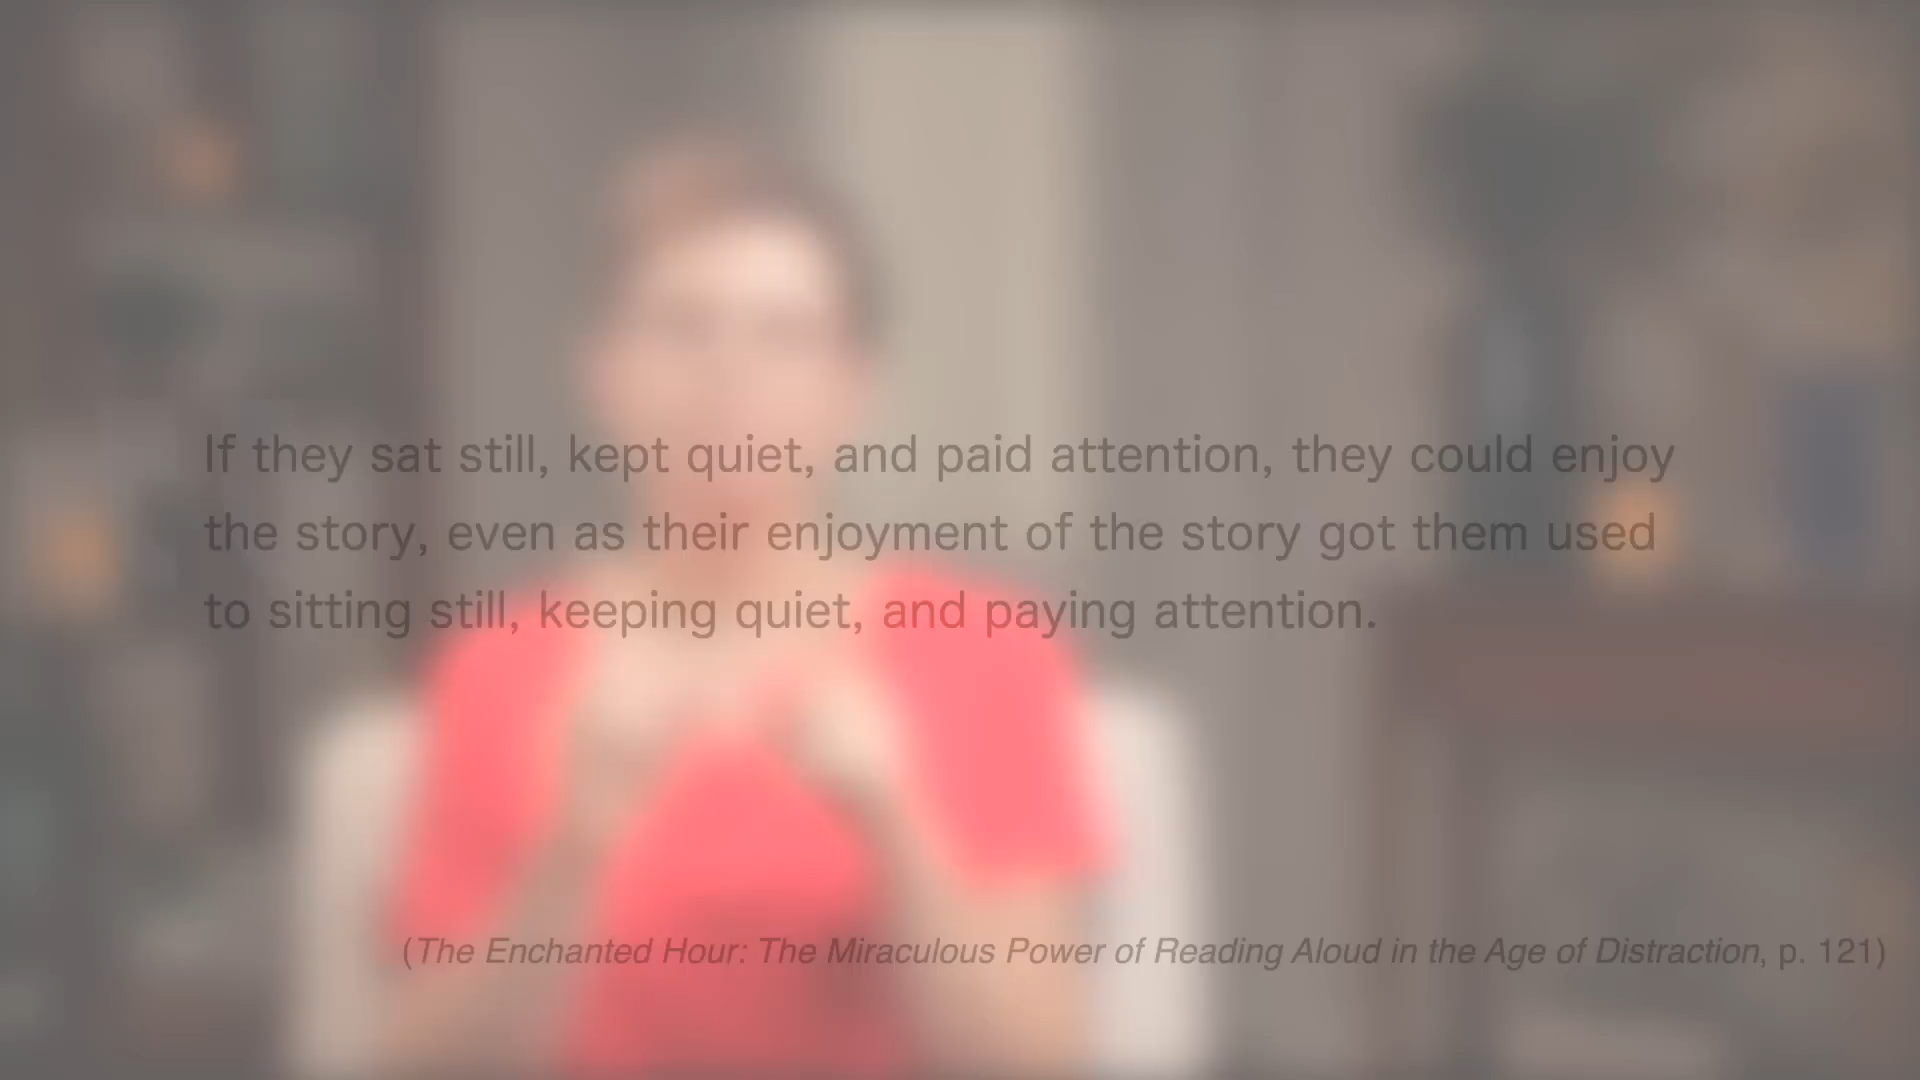 If they sat still, kept quiet, and paid attention, they could enjoy
the story, even as their enjoyment of the story got them used
to sitting still, keeping quiet, and paying attention.
(The Enchanted Hour: The Miraculous Power of Reading Aloud in the Age of Distraction, p. 121)